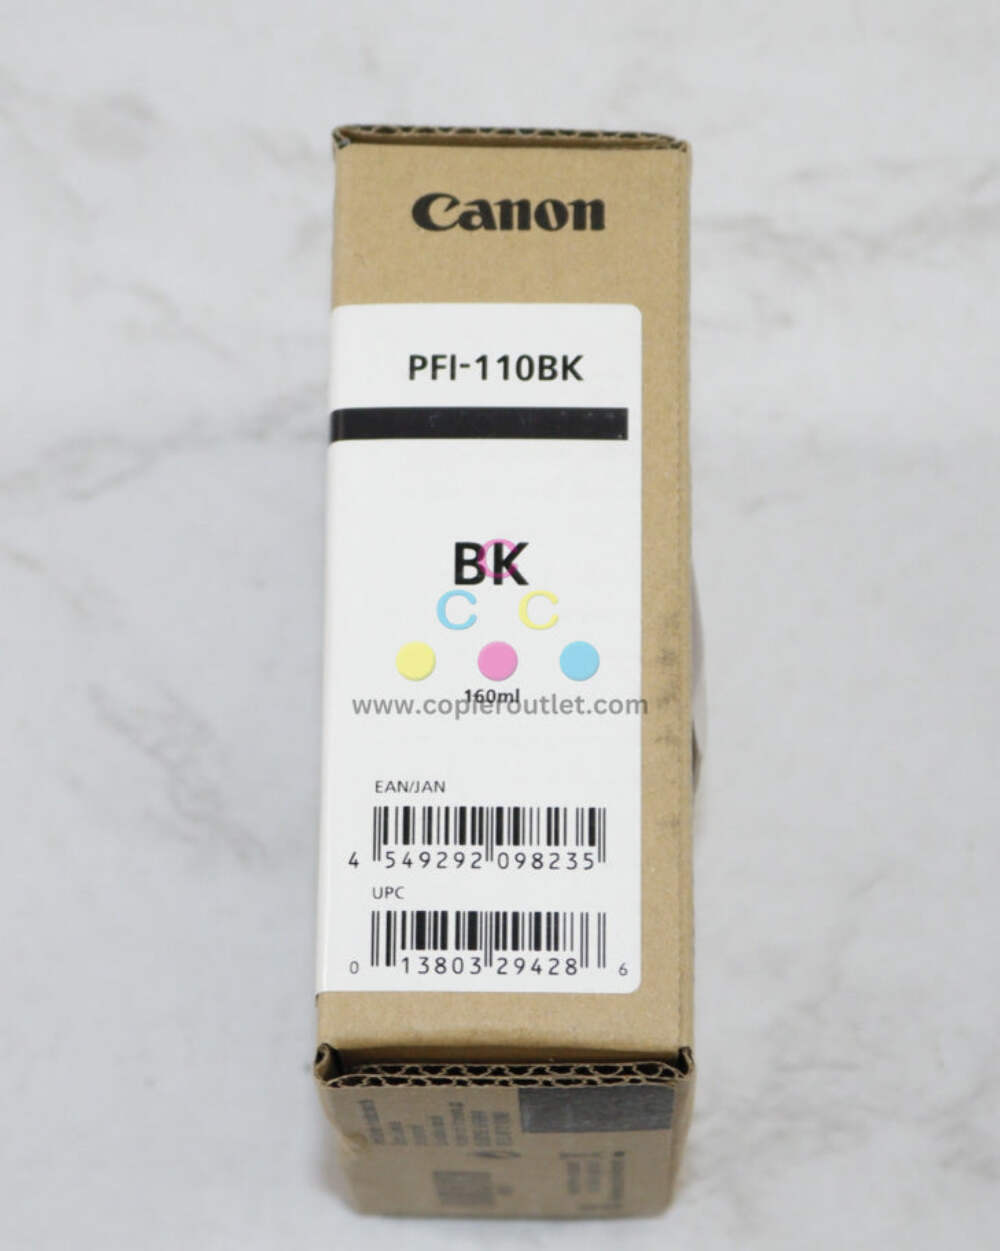 Canon
PFI-110BK
BK
C
C C
160ml
www.copieroutlet.com
EAN/JAN
4 549292 098235
UPC
0 13803 29428 6